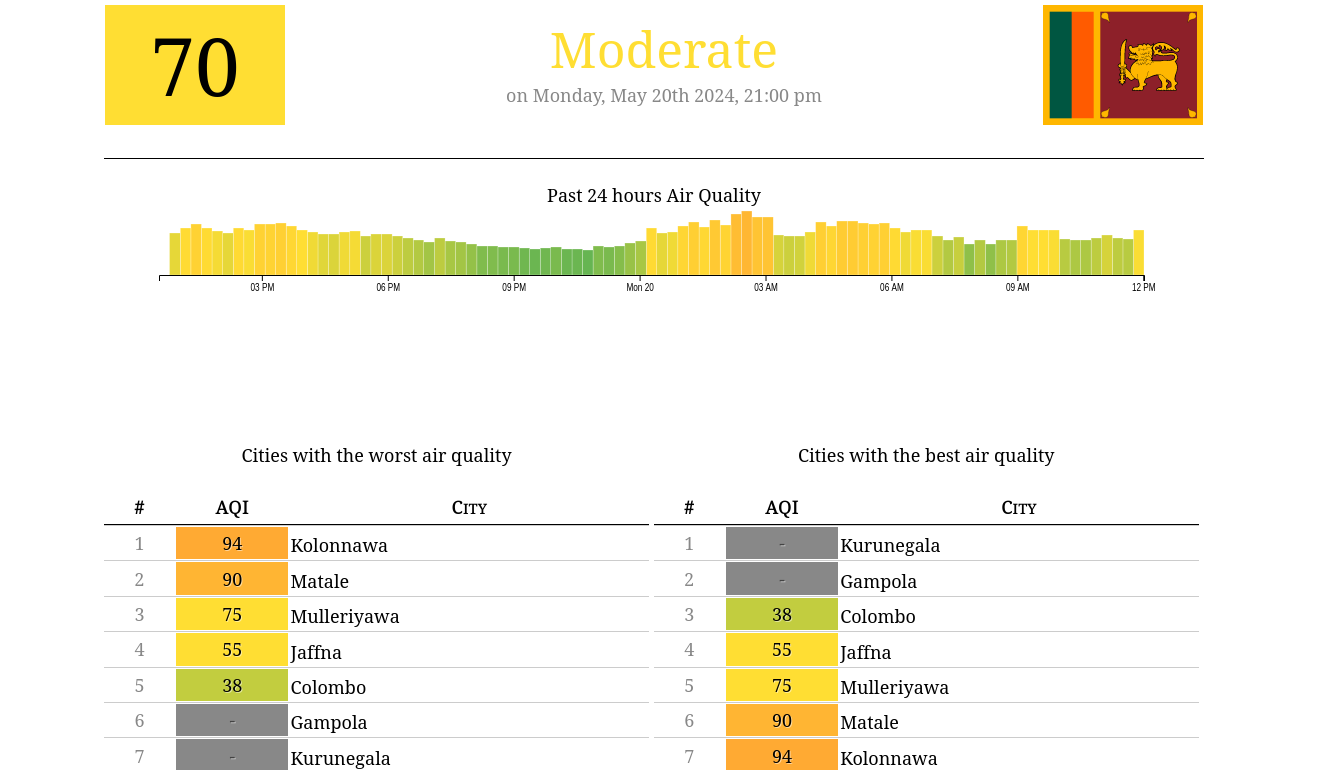 70
Moderate
on Monday, May 20th 2024, 21:00 pm
Past 24 hours Air Quality
03 PM 06 PM 09 PM Mon 20 03 AM 06 AM 09 AM 12 PM
Cities with the worst air quality
# AQI City
1 94 Kolonnawa
2 90 Matale
3 75 Mulleriyawa
4 55 Jaffna
5 38 Colombo
6 - Gampola
7 - Kurunegala
Cities with the best air quality
# AQI City
1 - Kurunegala
2 - Gampola
3 38 Colombo
4 55 Jaffna
5 75 Mulleriyawa
6 90 Matale
7 94 Kolonnawa